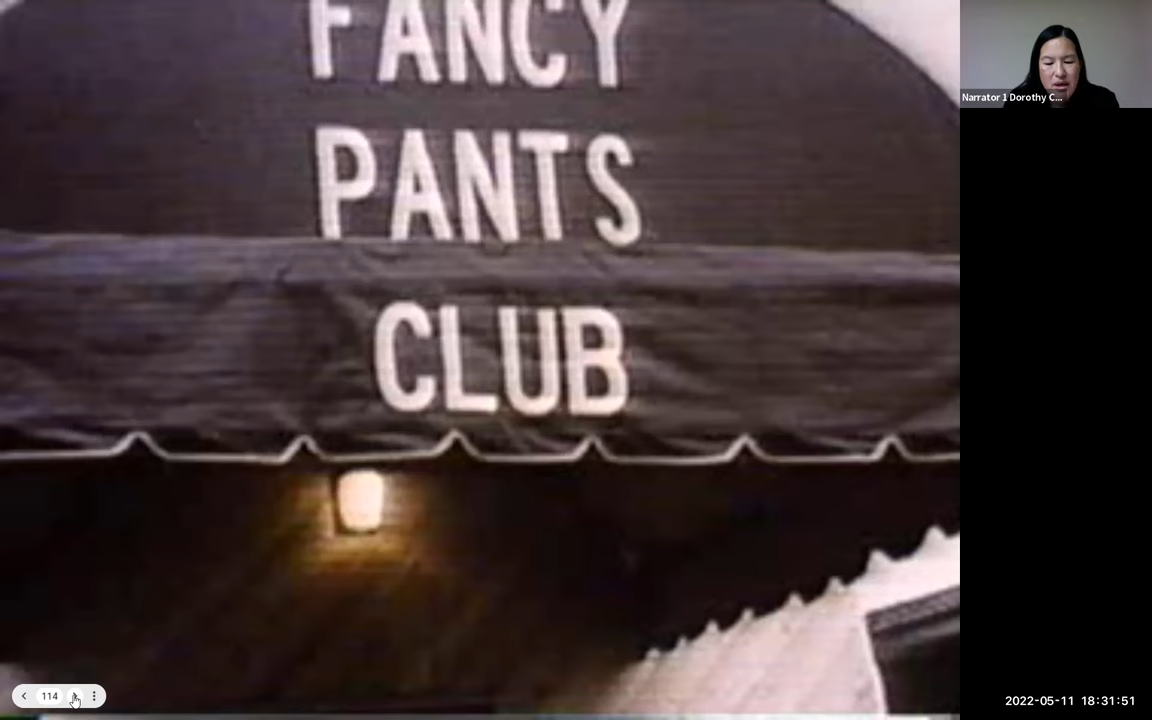 FANCY
PANTS
CLUB
Narrator 1 Dorothy C...
114
2022-05-11 18:31:51